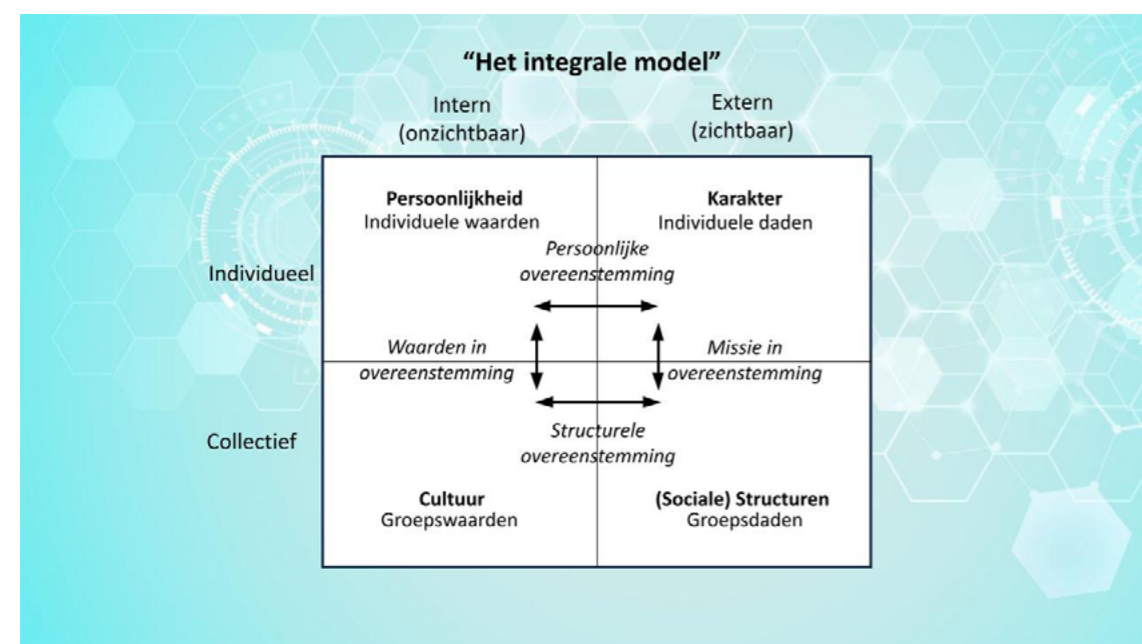 “Het integrale model”
Intern
(onzichtbaar)
Extern
(zichtbaar)
Individueel
Persoonlijkheid
Individuele waarden
Karakter
Individuele daden
Persoonlijke
overeenstemming
Waarden in
overeenstemming
Missie in
overeenstemming
Collectief
Structurele
overeenstemming
Cultuur
Groepswaarden
(Sociale) Structuren
Groepsdaden